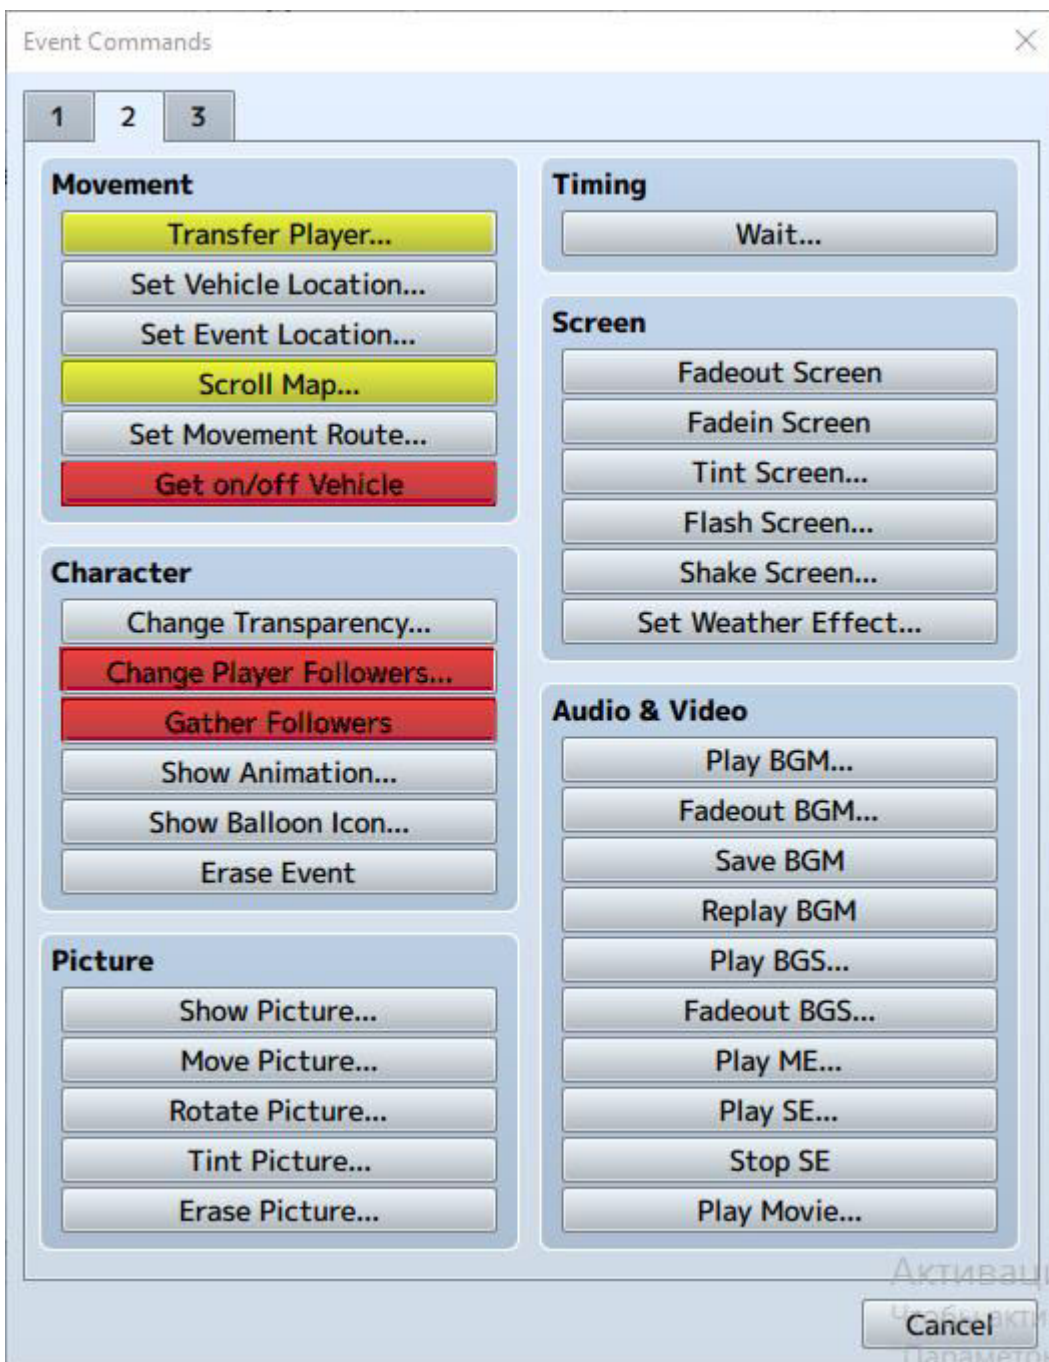 Event Commands
1 2 3
Movement
Transfer Player...
Set Vehicle Location...
Set Event Location...
Scroll Map...
Set Movement Route...
Get on/off Vehicle
Character
Change Transparency...
Change Player Followers...
Gather Followers
Show Animation...
Show Balloon Icon...
Erase Event
Picture
Show Picture...
Move Picture...
Rotate Picture...
Tint Picture...
Erase Picture...
Timing
Wait...
Screen
Fadeout Screen
Fadein Screen
Tint Screen...
Flash Screen...
Shake Screen...
Set Weather Effect...
Audio & Video
Play BGM...
Fadeout BGM...
Save BGM
Replay BGM
Play BGS...
Fadeout BGS...
Play ME...
Play SE...
Stop SE
Play Movie...
Активаци
Cancel